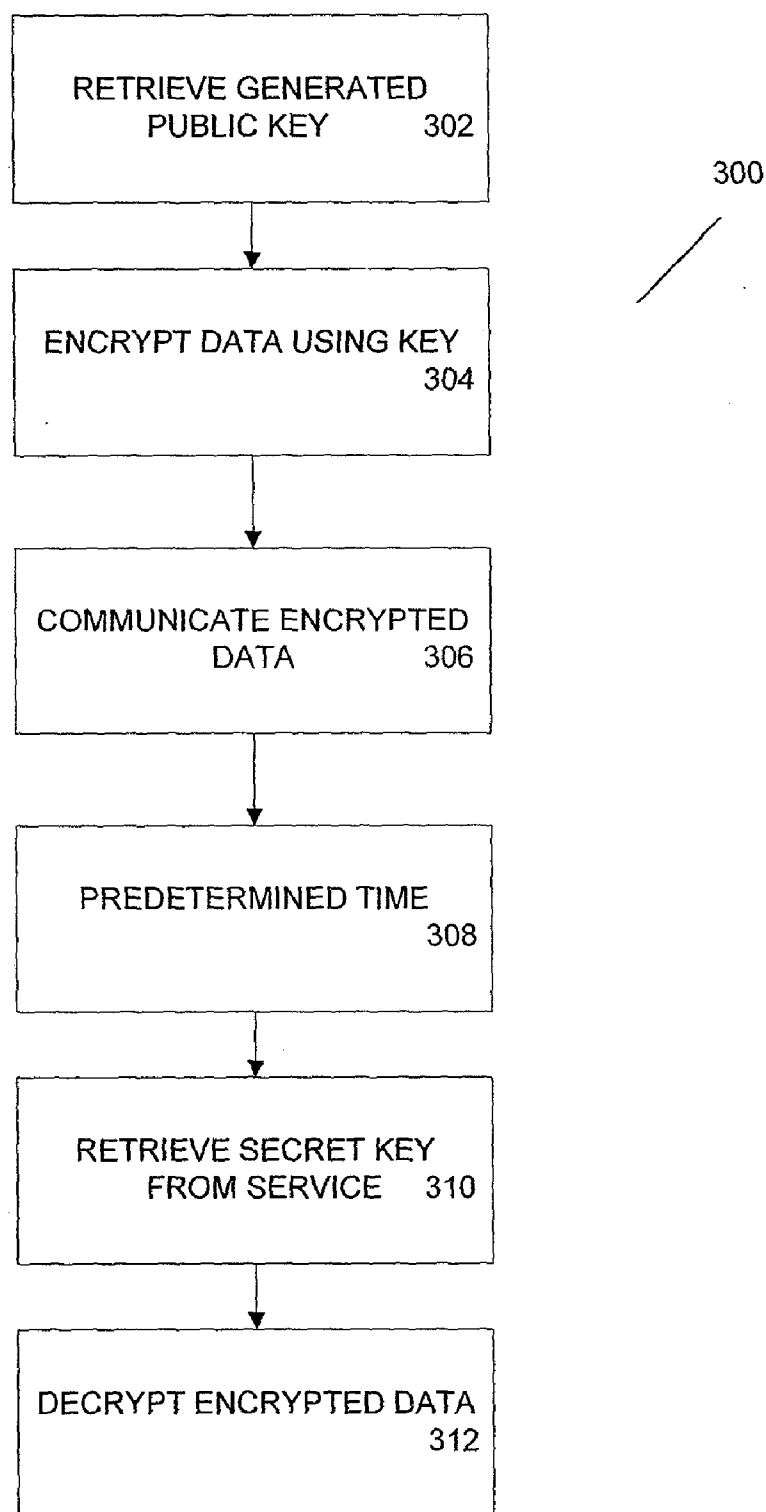 RETRIEVE GENERATED
PUBLIC KEY 302
300
ENCRYPT DATA USING KEY
304
COMMUNICATE ENCRYPTED
DATA 306
PREDETERMINED TIME
308
RETRIEVE SECRET KEY
FROM SERVICE 310
DECRYPT ENCRYPTED DATA
312